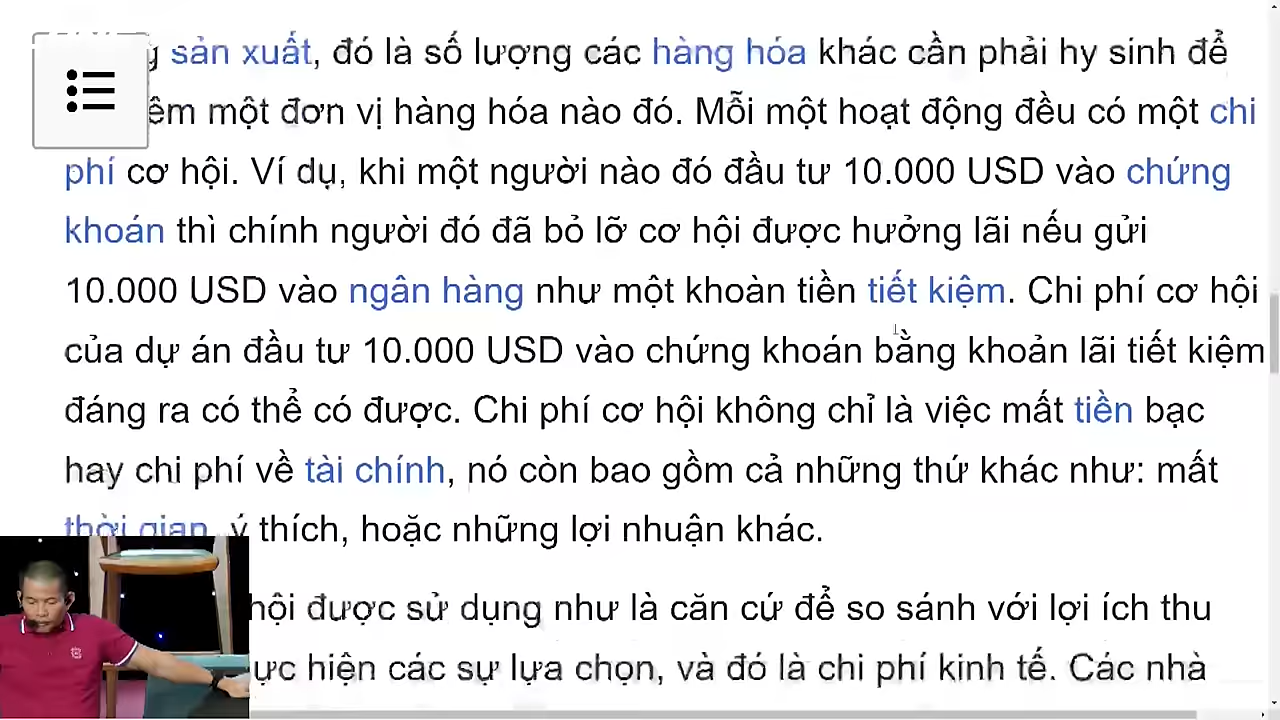 sản xuất, đó là số lượng các hàng hóa khác cần phải hy sinh để
một đơn vị hàng hóa nào đó. Mỗi một hoạt động đều có một chi
phí cơ hội. Ví dụ, khi một người nào đó đầu tư 10.000 USD vào chứng
khoán thì chính người đó đã bỏ lỡ cơ hội được hưởng lãi nếu gửi
10.000 USD vào ngân hàng như một khoàn tiền tiết kiệm. Chi phí cơ hội
của dự án đầu tư 10.000 USD vào chứng khoán bằng khoản lãi tiết kiệm
đáng ra có thể có được. Chi phí cơ hội không chỉ là việc mất tiền bạc
hay chi phí về tài chính, nó còn bao gồm cả những thứ khác như: mất
thời gian, ý thích, hoặc những lợi nhuận khác.
hội được sử dụng như là căn cứ để so sánh với lợi ích thu
hiện các sự lựa chọn, và đó là chi phí kinh tế. Các nhà